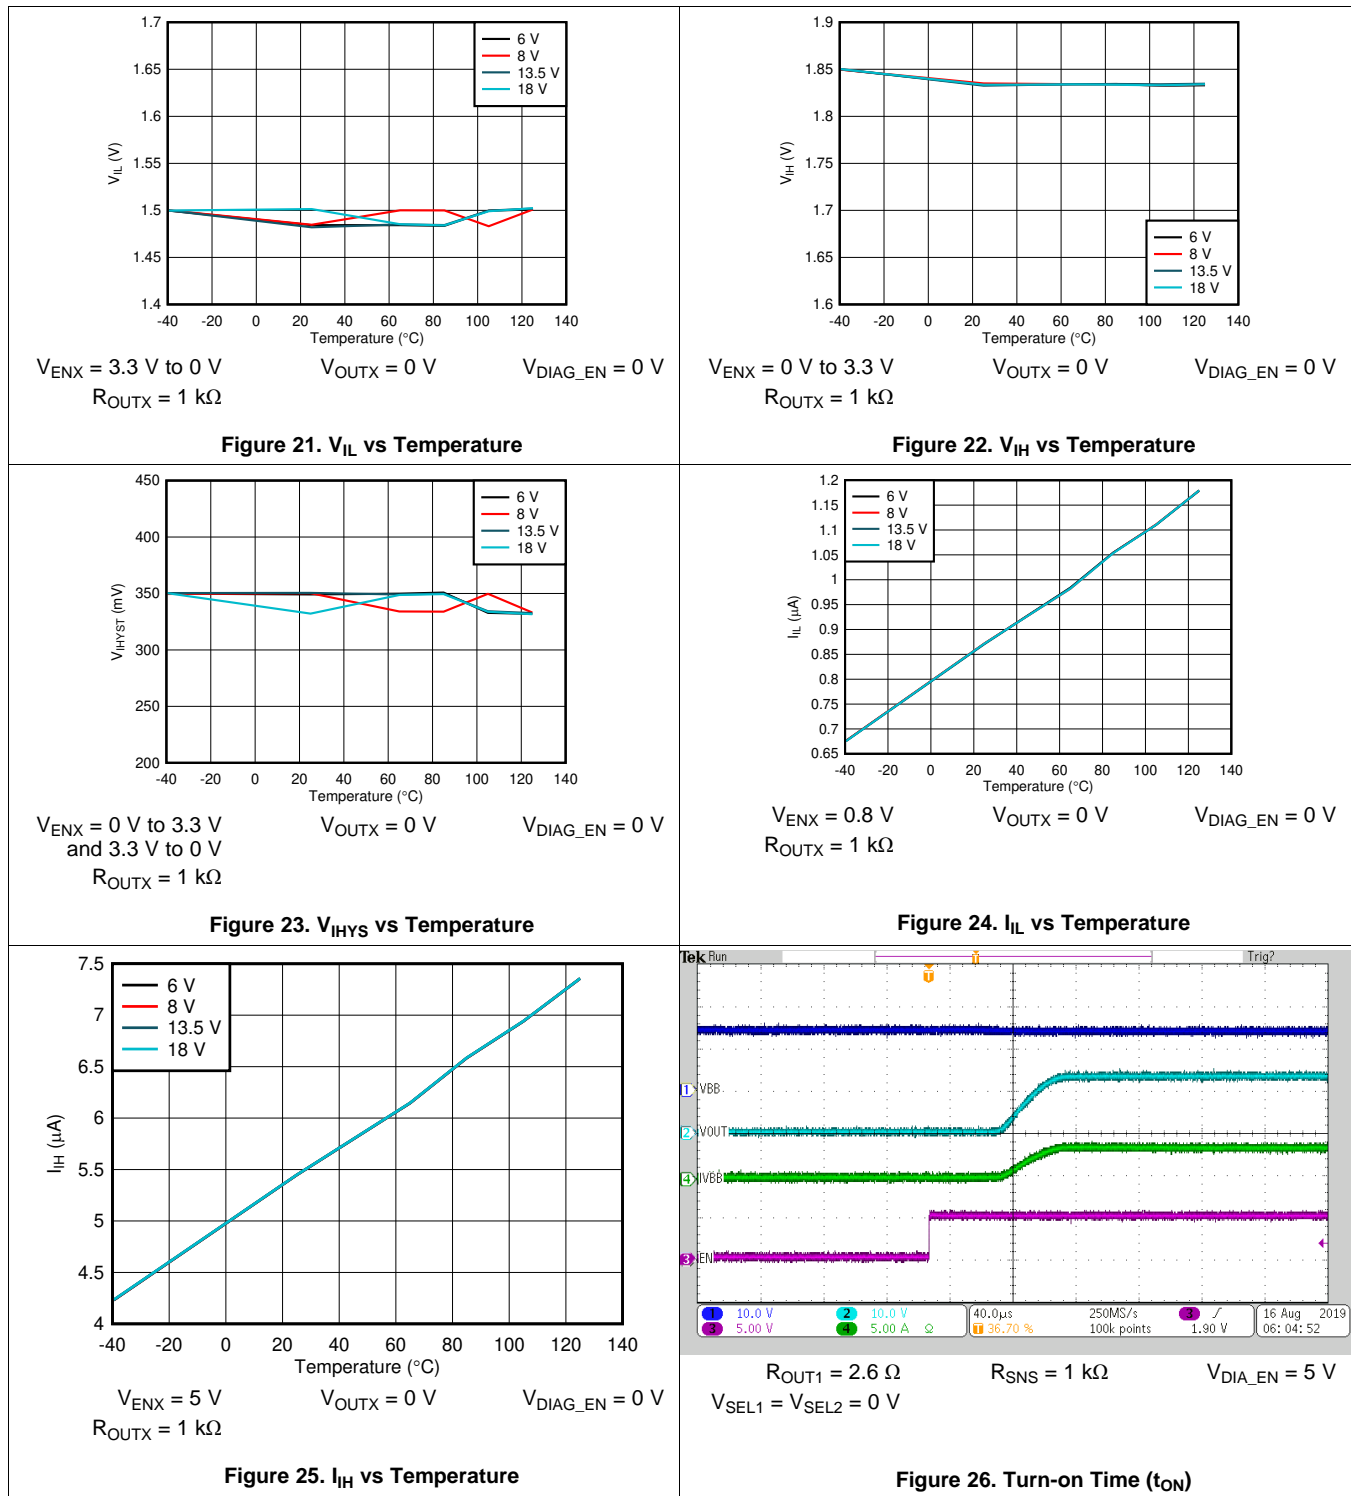 1.7
1.65
1.6
1.55
1.5
1.45
1.4
VIL (V)
-40 -20 0 20 40 60 80 100 120 140
Temperature (°C)
6 V
8 V
13.5 V
18 V
VENX = 3.3 V to 0 V VOUTX = 0 V VDIAG_EN = 0 V
ROUTX = 1 kΩ
Figure 21. VIL vs Temperature
1.9
1.85
1.8
1.75
1.7
1.65
1.6
VIH (V)
-40 -20 0 20 40 60 80 100 120 140
Temperature (°C)
6 V
8 V
13.5 V
18 V
VENX = 0 V to 3.3 V VOUTX = 0 V VDIAG_EN = 0 V
ROUTX = 1 kΩ
Figure 22. VIH vs Temperature
450
400
350
300
250
200
VIHYST (mV)
-40 -20 0 20 40 60 80 100 120 140
Temperature (°C)
6 V
8 V
13.5 V
18 V
VENX = 0 V to 3.3 V VOUTX = 0 V VDIAG_EN = 0 V
and 3.3 V to 0 V
ROUTX = 1 kΩ
Figure 23. VIHYS vs Temperature
1.2
1.15
1.1
1.05
1
0.95
0.9
0.85
0.8
0.75
0.7
0.65
IIL (µA)
-40 -20 0 20 40 60 80 100 120 140
Temperature (°C)
6 V
8 V
13.5 V
18 V
VENX = 0.8 V VOUTX = 0 V VDIAG_EN = 0 V
ROUTX = 1 kΩ
Figure 24. IIL vs Temperature
7.5
7
6.5
6
5.5
5
4.5
4
IIH (µA)
-40 -20 0 20 40 60 80 100 120 140
Temperature (°C)
6 V
8 V
13.5 V
18 V
VENX = 5 V VOUTX = 0 V VDIAG_EN = 0 V
ROUTX = 1 kΩ
Figure 25. IIH vs Temperature
Tek Run Trig?
T
T
1 VBB
2 VOUT
4 IVBB
3 EN
1 10.0 V 2 10.0 V 40.0µs 250MS/s 3 ∫ 16 Aug 2019
3 5.00 V 4 5.00 A Ω T 36.70 % 100k points 1.90 V 06:04:52
ROUT1 = 2.6 Ω RSNS = 1 kΩ VDIA_EN = 5 V
VSEL1 = VSEL2 = 0 V
Figure 26. Turn-on Time (tON)